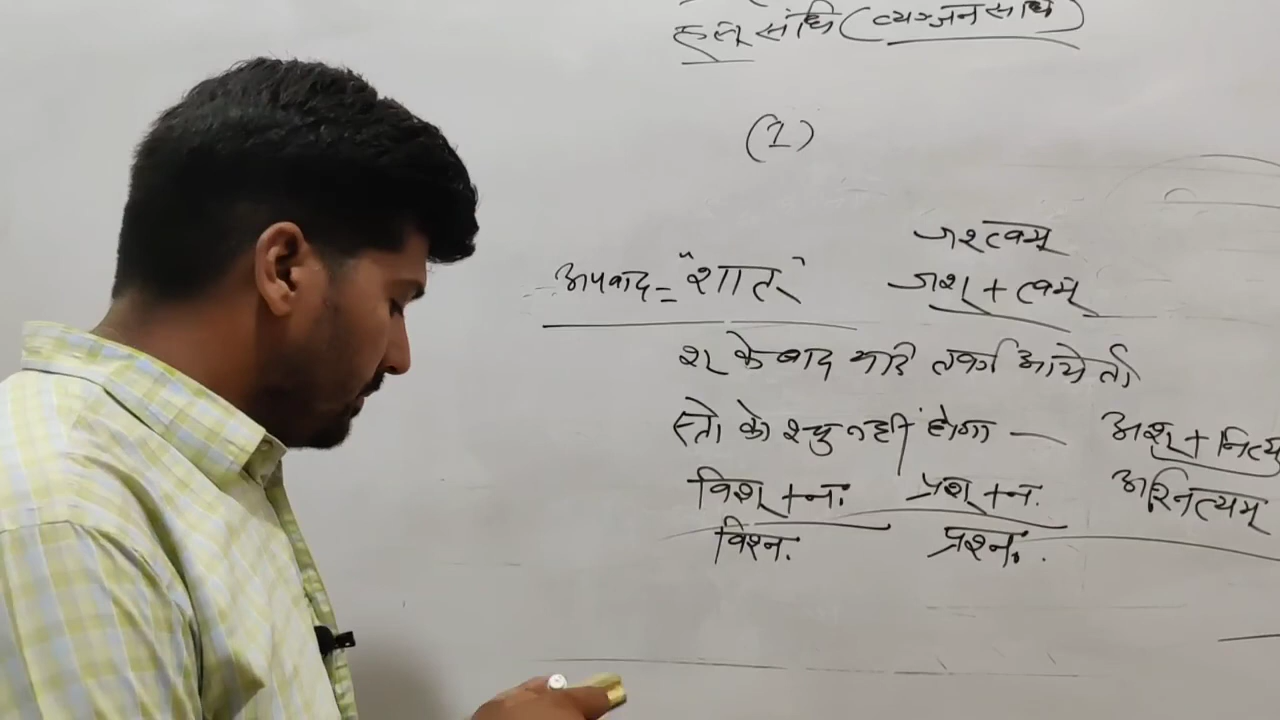 हल् संधि (व्यञ्जन संधि)
(1)
जश्त्वम्
अपवाद = "शात्" जश् + त्वम्
श् के बाद यदि तवर्ग आये तो
स्तो को श्चु नहीं होगा —
विश् + न: प्रश् + न: अश् + नित्य
विश्न: प्रश्न: अश्नित्यम्